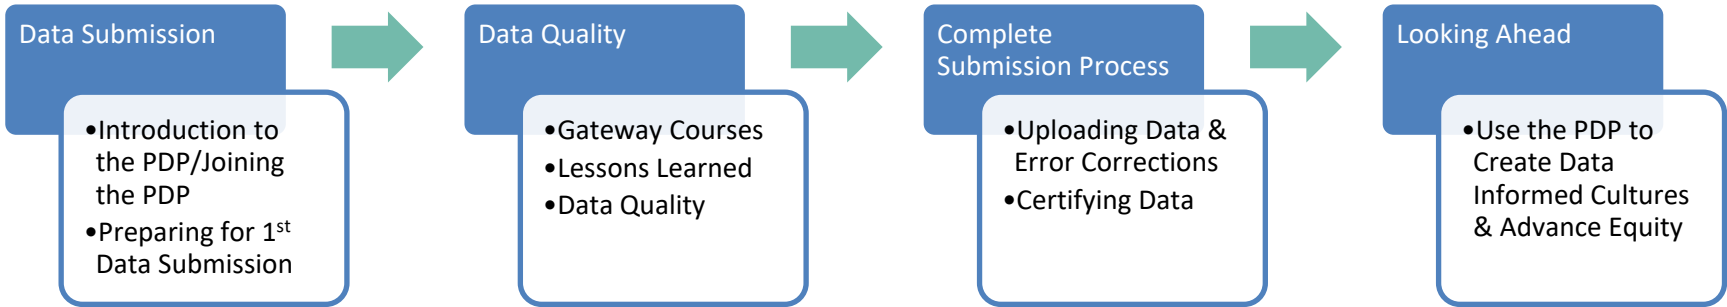 Data Submission
•Introduction to
the PDP/Joining
the PDP
•Preparing for 1st
Data Submission
Data Quality
•Gateway Courses
•Lessons Learned
•Data Quality
Complete
Submission Process
•Uploading Data &
Error Corrections
•Certifying Data
Looking Ahead
•Use the PDP to
Create Data
Informed Cultures
& Advance Equity